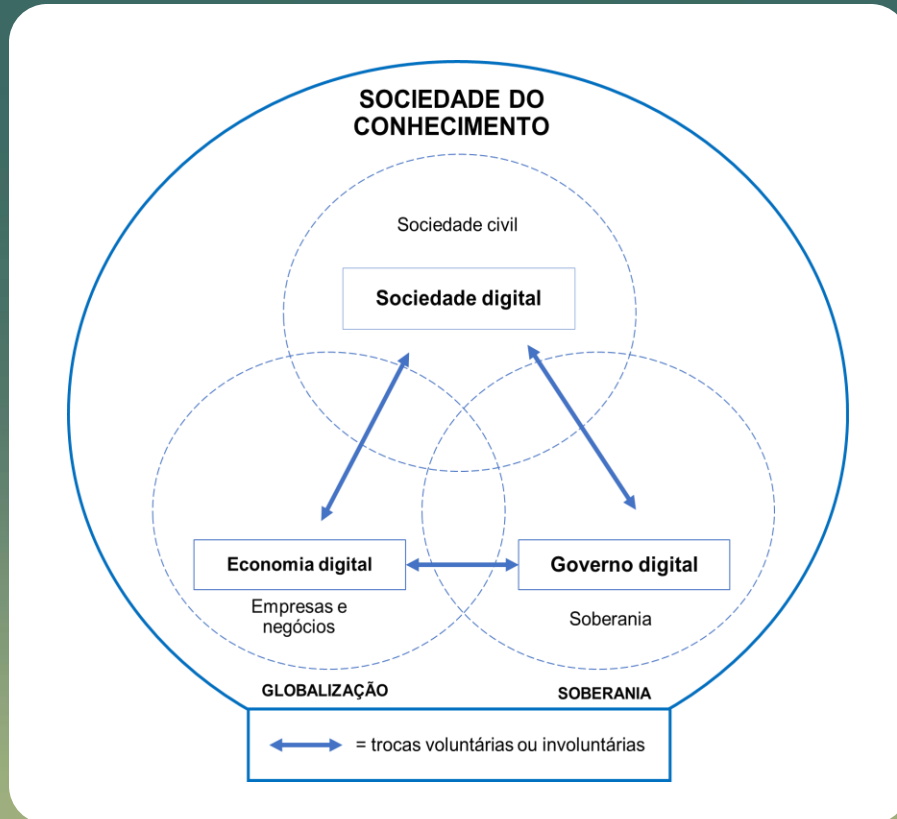 SOCIEDADE DO
CONHECIMENTO
Sociedade civil
Sociedade digital
Economia digital
Governo digital
Empresas e
negócios
Soberania
GLOBALIZAÇÃO
SOBERANIA
= trocas voluntárias ou involuntárias